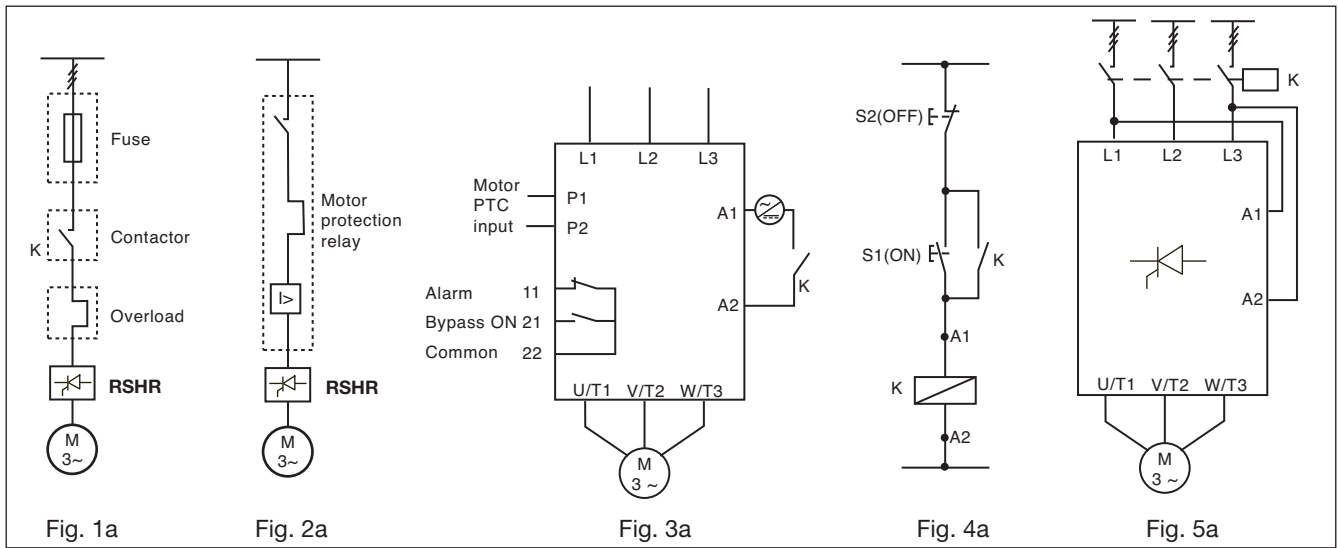 Fuse
K
Contactor
Overload
RSHR
M
3~
Fig. 1a
Motor
protection
relay
I>
RSHR
M
3~
Fig. 2a
L1 L2 L3
Motor
PTC
input
P1
P2
A1
~
K
A2
Alarm 11
Bypass ON 21
Common 22
U/T1 V/T2 W/T3
M
3 ~
Fig. 3a
S2(OFF)
S1(ON)
K
A1
K
A2
Fig. 4a
K
L1 L2 L3
A1
A2
U/T1 V/T2 W/T3
M
3 ~
Fig. 5a